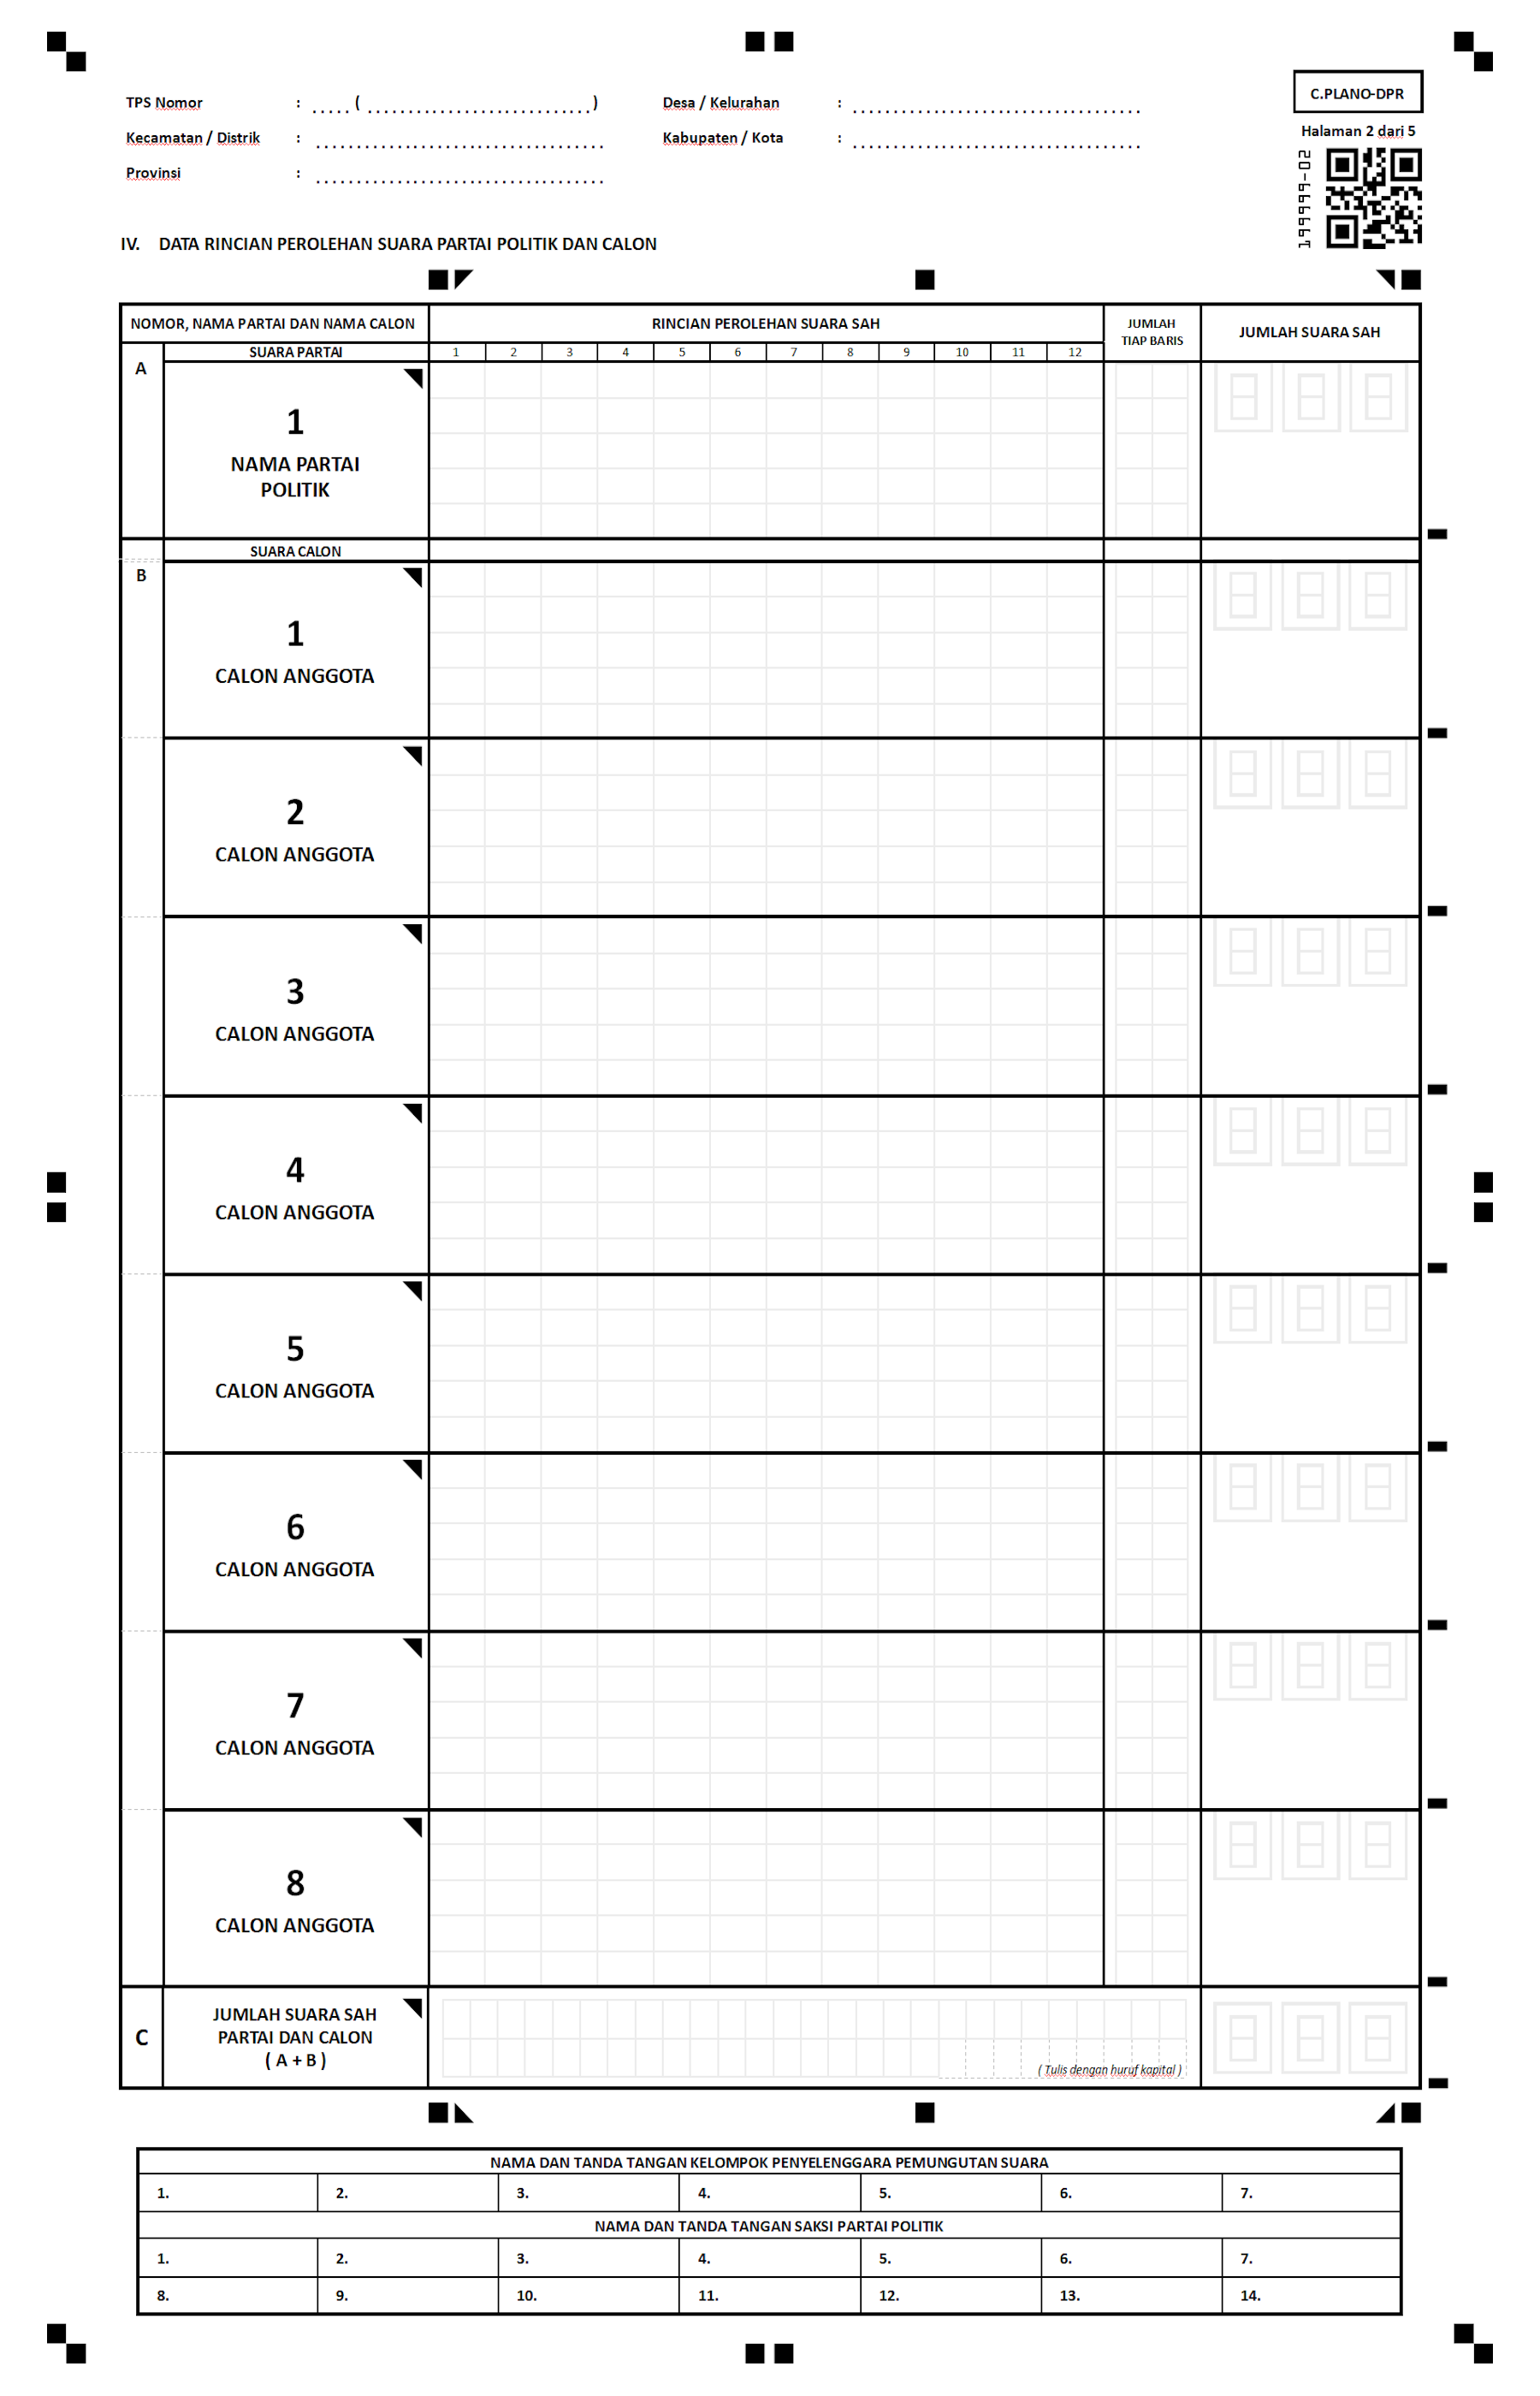 TPS Nomor : ..... ( ............................ ) Desa / Kelurahan : ....................................
C.PLANO-DPR
Kecamatan / Distrik : .................................... Kabupaten / Kota : ....................................
Halaman 2 dari 5
Provinsi : ....................................
199999-02
IV. DATA RINCIAN PEROLEHAN SUARA PARTAI POLITIK DAN CALON
NOMOR, NAMA PARTAI DAN NAMA CALON RINCIAN PEROLEHAN SUARA SAH JUMLAH TIAP BARIS JUMLAH SUARA SAH
A SUARA PARTAI 1 2 3 4 5 6 7 8 9 10 11 12
1
NAMA PARTAI
POLITIK
SUARA CALON
B
1
CALON ANGGOTA
2
CALON ANGGOTA
3
CALON ANGGOTA
4
CALON ANGGOTA
5
CALON ANGGOTA
6
CALON ANGGOTA
7
CALON ANGGOTA
8
CALON ANGGOTA
C
JUMLAH SUARA SAH
PARTAI DAN CALON
( A + B )
( Tulis dengan huruf kapital )
NAMA DAN TANDA TANGAN KELOMPOK PENYELENGGARA PEMUNGUTAN SUARA
1. 2. 3. 4. 5. 6. 7.
NAMA DAN TANDA TANGAN SAKSI PARTAI POLITIK
1. 2. 3. 4. 5. 6. 7.
8. 9. 10. 11. 12. 13. 14.